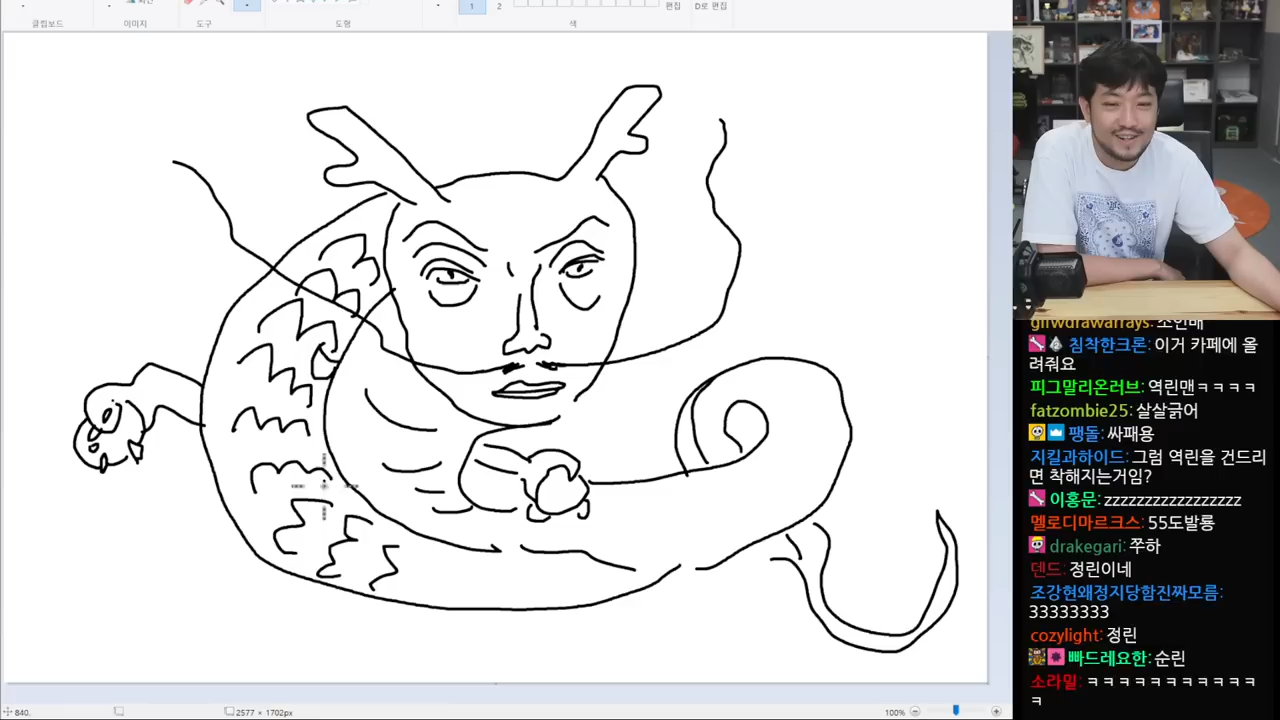 1
2
편집
D로 편집
클립보드
이미지
도구
도형
색
침착한크론: 이거 카페에 올
려줘요
피그말리온러브: 역린맨ㅋㅋㅋㅋ
fatzombie25: 살살긁어
팽돌: 싸패용
지킬과하이드: 그럼 역린을 건드리
면 착해지는거임?
이홍문: zzzzzzzzzzzzzzzzz
멜로디마르크스: 55도발룡
drakegari: 쭈하
덴드: 정린이네
조강현왜정지당함진짜모름:
33333333
cozylight: 정린
빠드레요한: 순린
소라밀: ㅋㅋㅋㅋㅋㅋㅋㅋㅋㅋㅋ
ㅋ
840,
2577 × 1702px
100%